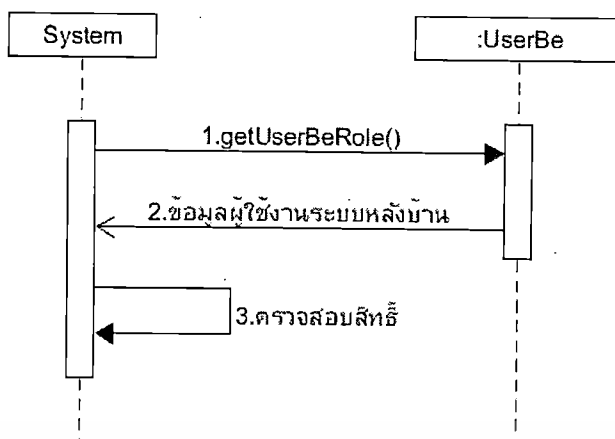 System
:UserBe
1.getUserBeRole()
2.ข้อมูลผู้ใช้งานระบบหลังบ้าน
3.ตรวจสอบสิทธิ์